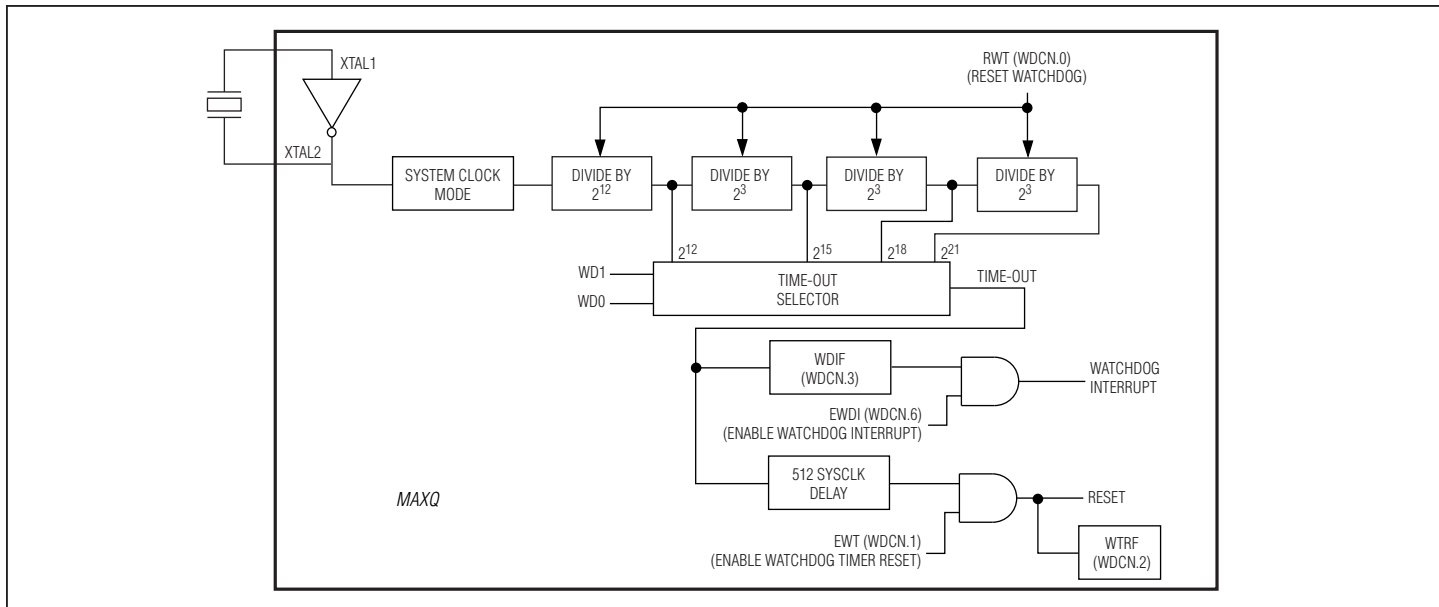 XTAL1
RWT (WDCN.0)
(RESET WATCHDOG)
XTAL2
SYSTEM CLOCK
MODE
DIVIDE BY
2^12
DIVIDE BY
2^3
DIVIDE BY
2^3
DIVIDE BY
2^3
2^12
2^15
2^18
2^21
WD1
WD0
TIME-OUT
SELECTOR
TIME-OUT
WDIF
(WDCN.3)
WATCHDOG
INTERRUPT
EWDI (WDCN.6)
(ENABLE WATCHDOG INTERRUPT)
512 SYSCLK
DELAY
RESET
MAXQ
EWT (WDCN.1)
(ENABLE WATCHDOG TIMER RESET)
WTRF
(WDCN.2)